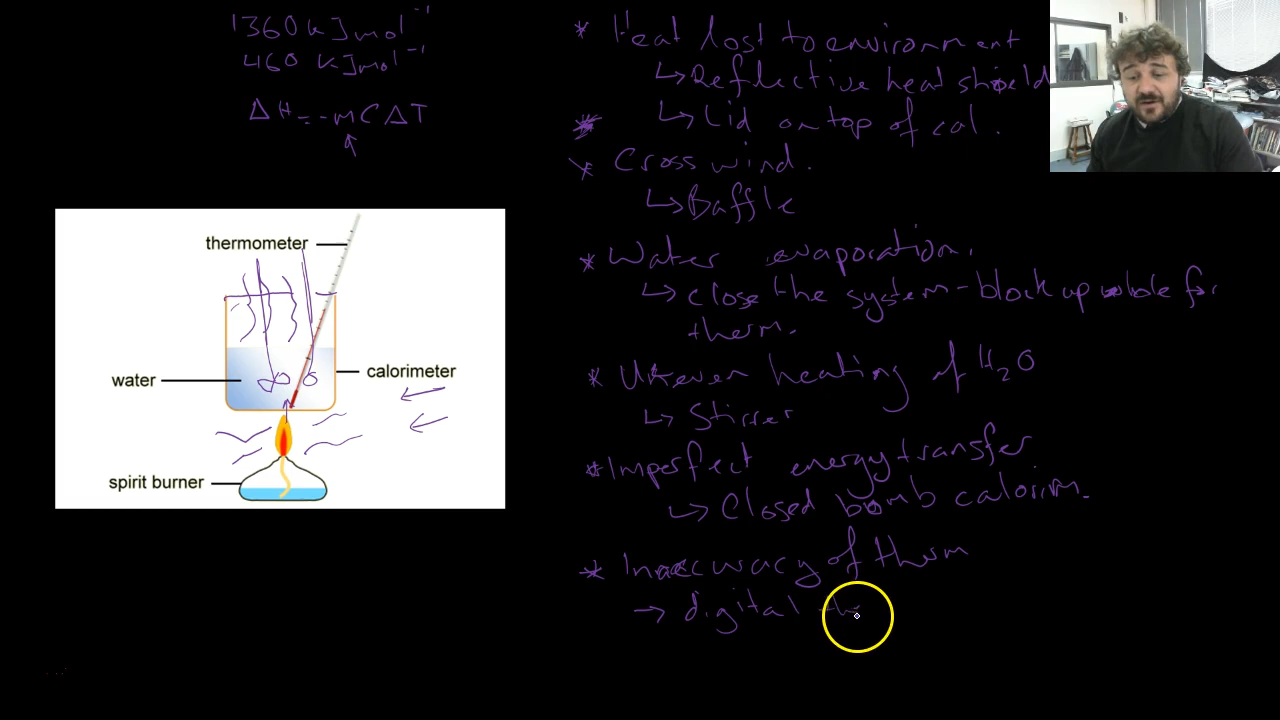 1360 kJmol⁻¹
460 kJmol⁻¹
ΔH = -mCΔT
thermometer
water
calorimeter
spirit burner
* Heat lost to environment
↳ Reflective heat shield
* ↳ Lid on top of cal.
* Cross wind.
↳ Baffle
* Water evaporation.
↳ close the system - block up hole for
therm.
* Uneven heating of H₂O
↳ Stirrer
* Imperfect energy transfer
↳ Closed bomb calorim.
* Inaccuracy of therm
→ digital th